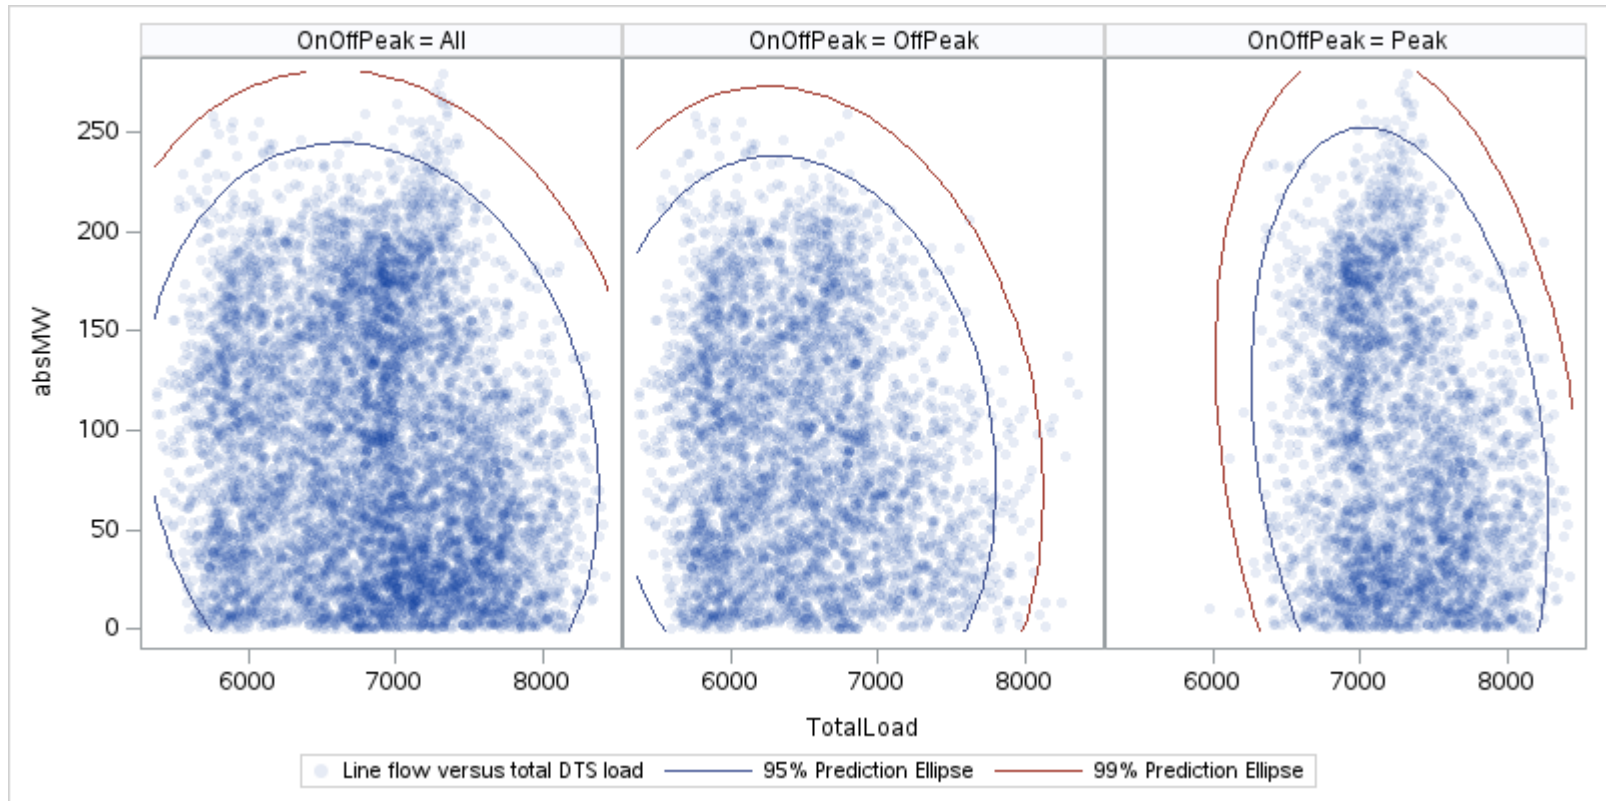 OnOffPeak = All
OnOffPeak = OffPeak
OnOffPeak = Peak
absMW
250
200
150
100
50
0
6000
7000
8000
6000
7000
8000
6000
7000
8000
TotalLoad
Line flow versus total DTS load
95% Prediction Ellipse
99% Prediction Ellipse